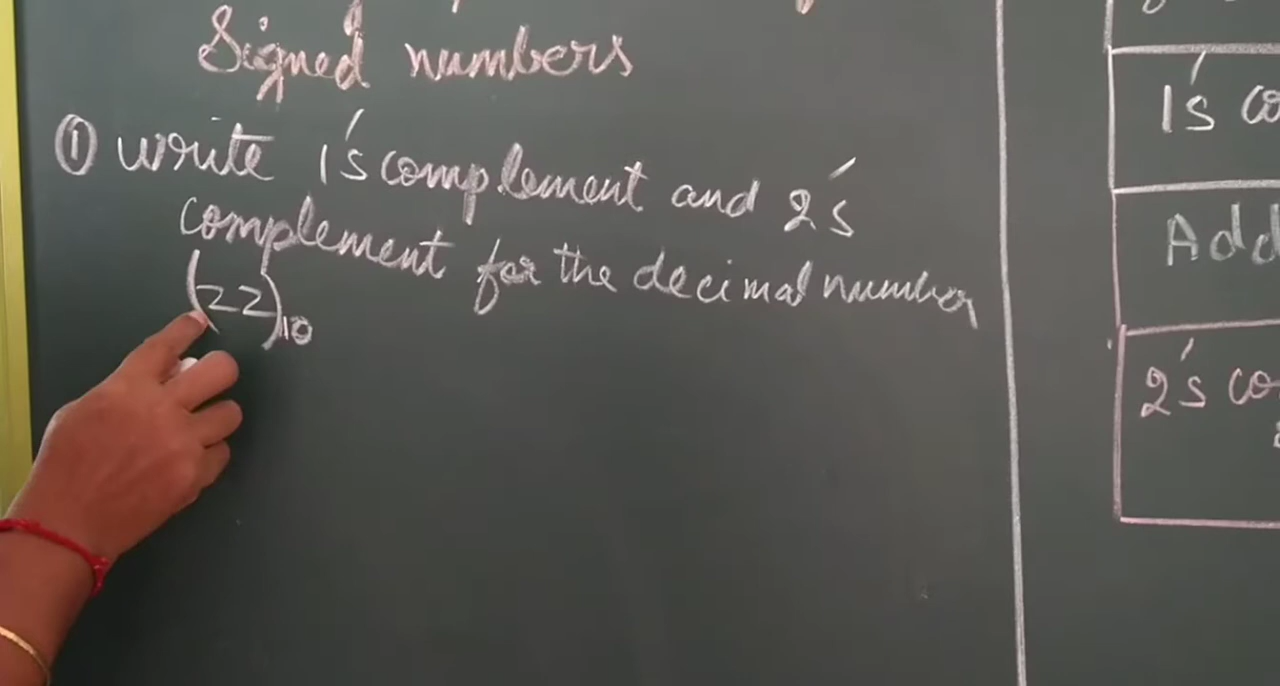 Signed numbers
① write 1's complement and 2's
complement for the decimal number
(22)10
1's co
Add
2's co